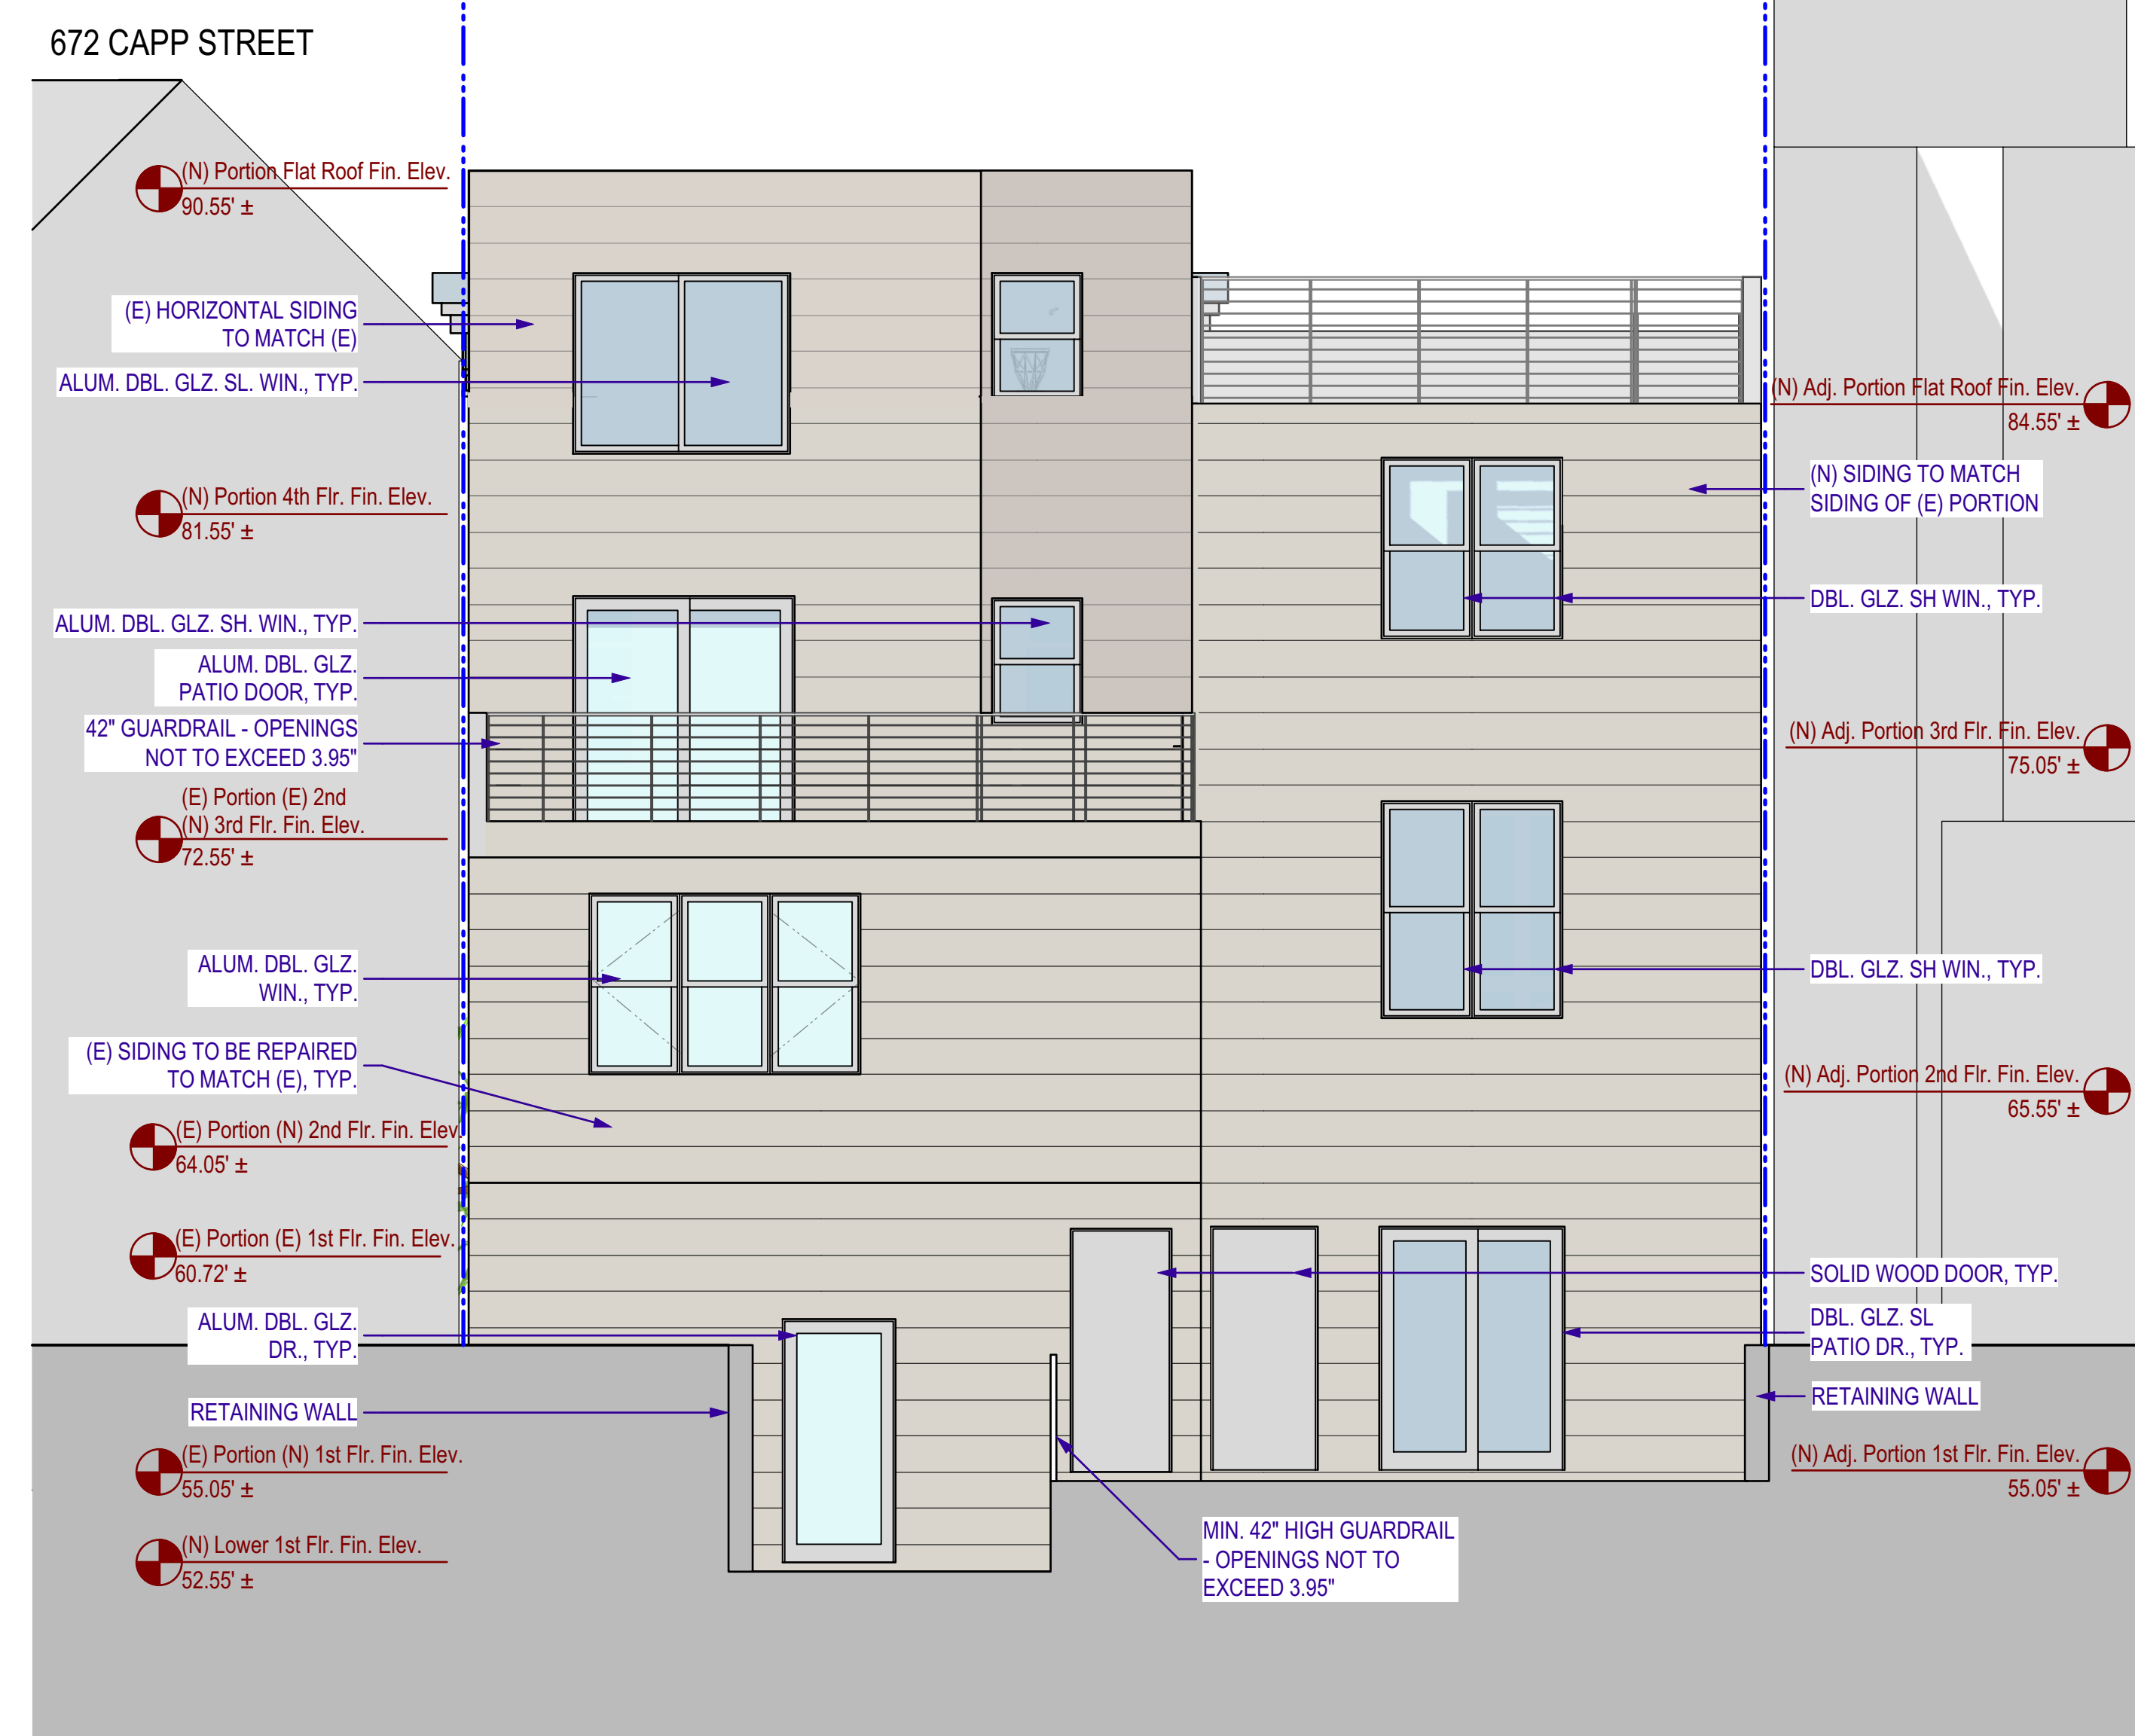 672 CAPP STREET
(N) Portion Flat Roof Fin. Elev.
90.55' ±
(E) HORIZONTAL SIDING
TO MATCH (E)
ALUM. DBL. GLZ. SL. WIN., TYP.
(N) Portion 4th Flr. Fin. Elev.
81.55' ±
ALUM. DBL. GLZ. SH. WIN., TYP.
ALUM. DBL. GLZ.
PATIO DOOR, TYP.
42" GUARDRAIL - OPENINGS
NOT TO EXCEED 3.95"
(E) Portion (E) 2nd
(N) 3rd Flr. Fin. Elev.
72.55' ±
ALUM. DBL. GLZ.
WIN., TYP.
(E) SIDING TO BE REPAIRED
TO MATCH (E), TYP.
(E) Portion (N) 2nd Flr. Fin. Elev.
64.05' ±
(E) Portion (E) 1st Flr. Fin. Elev.
60.72' ±
ALUM. DBL. GLZ.
DR., TYP.
RETAINING WALL
(E) Portion (N) 1st Flr. Fin. Elev.
55.05' ±
(N) Lower 1st Flr. Fin. Elev.
52.55' ±
(N) Adj. Portion Flat Roof Fin. Elev.
84.55' ±
(N) SIDING TO MATCH
SIDING OF (E) PORTION
DBL. GLZ. SH WIN., TYP.
(N) Adj. Portion 3rd Flr. Fin. Elev.
75.05' ±
DBL. GLZ. SH WIN., TYP.
(N) Adj. Portion 2nd Flr. Fin. Elev.
65.55' ±
SOLID WOOD DOOR, TYP.
DBL. GLZ. SL
PATIO DR., TYP.
RETAINING WALL
(N) Adj. Portion 1st Flr. Fin. Elev.
55.05' ±
MIN. 42" HIGH GUARDRAIL
- OPENINGS NOT TO
EXCEED 3.95"